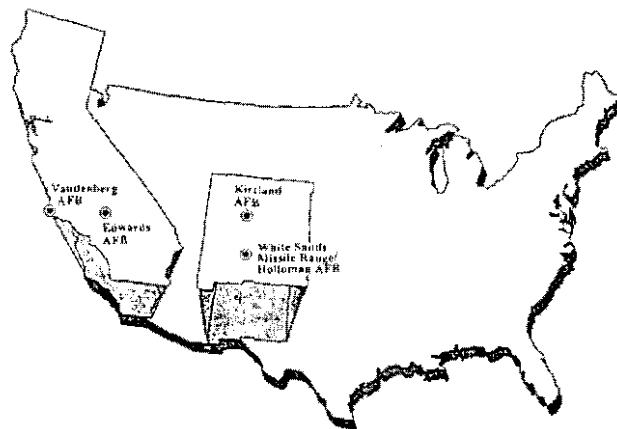 Vandenberg
AFB
Edwards
AFB
Kirtland
AFB
White Sands
Missile Range/
Holloman AFB